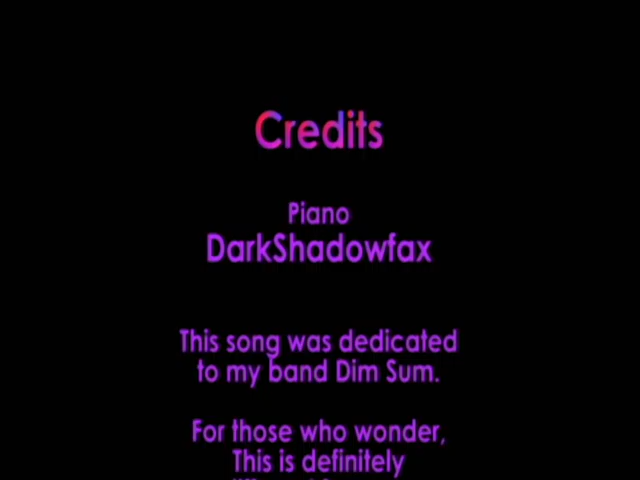 Credits
Piano
DarkShadowfax
This song was dedicated
to my band Dim Sum.
For those who wonder,
This is definitely